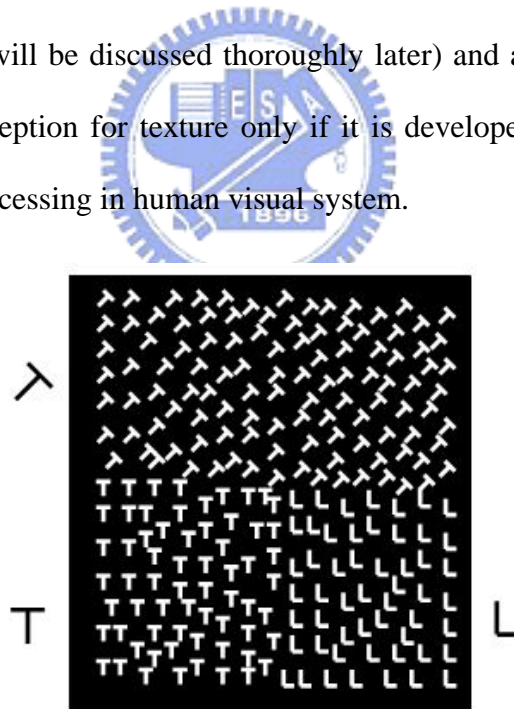 will be discussed thoroughly later) and a
eption for texture only if it is develope
cessing in human visual system.
E S A
1896
T
T L